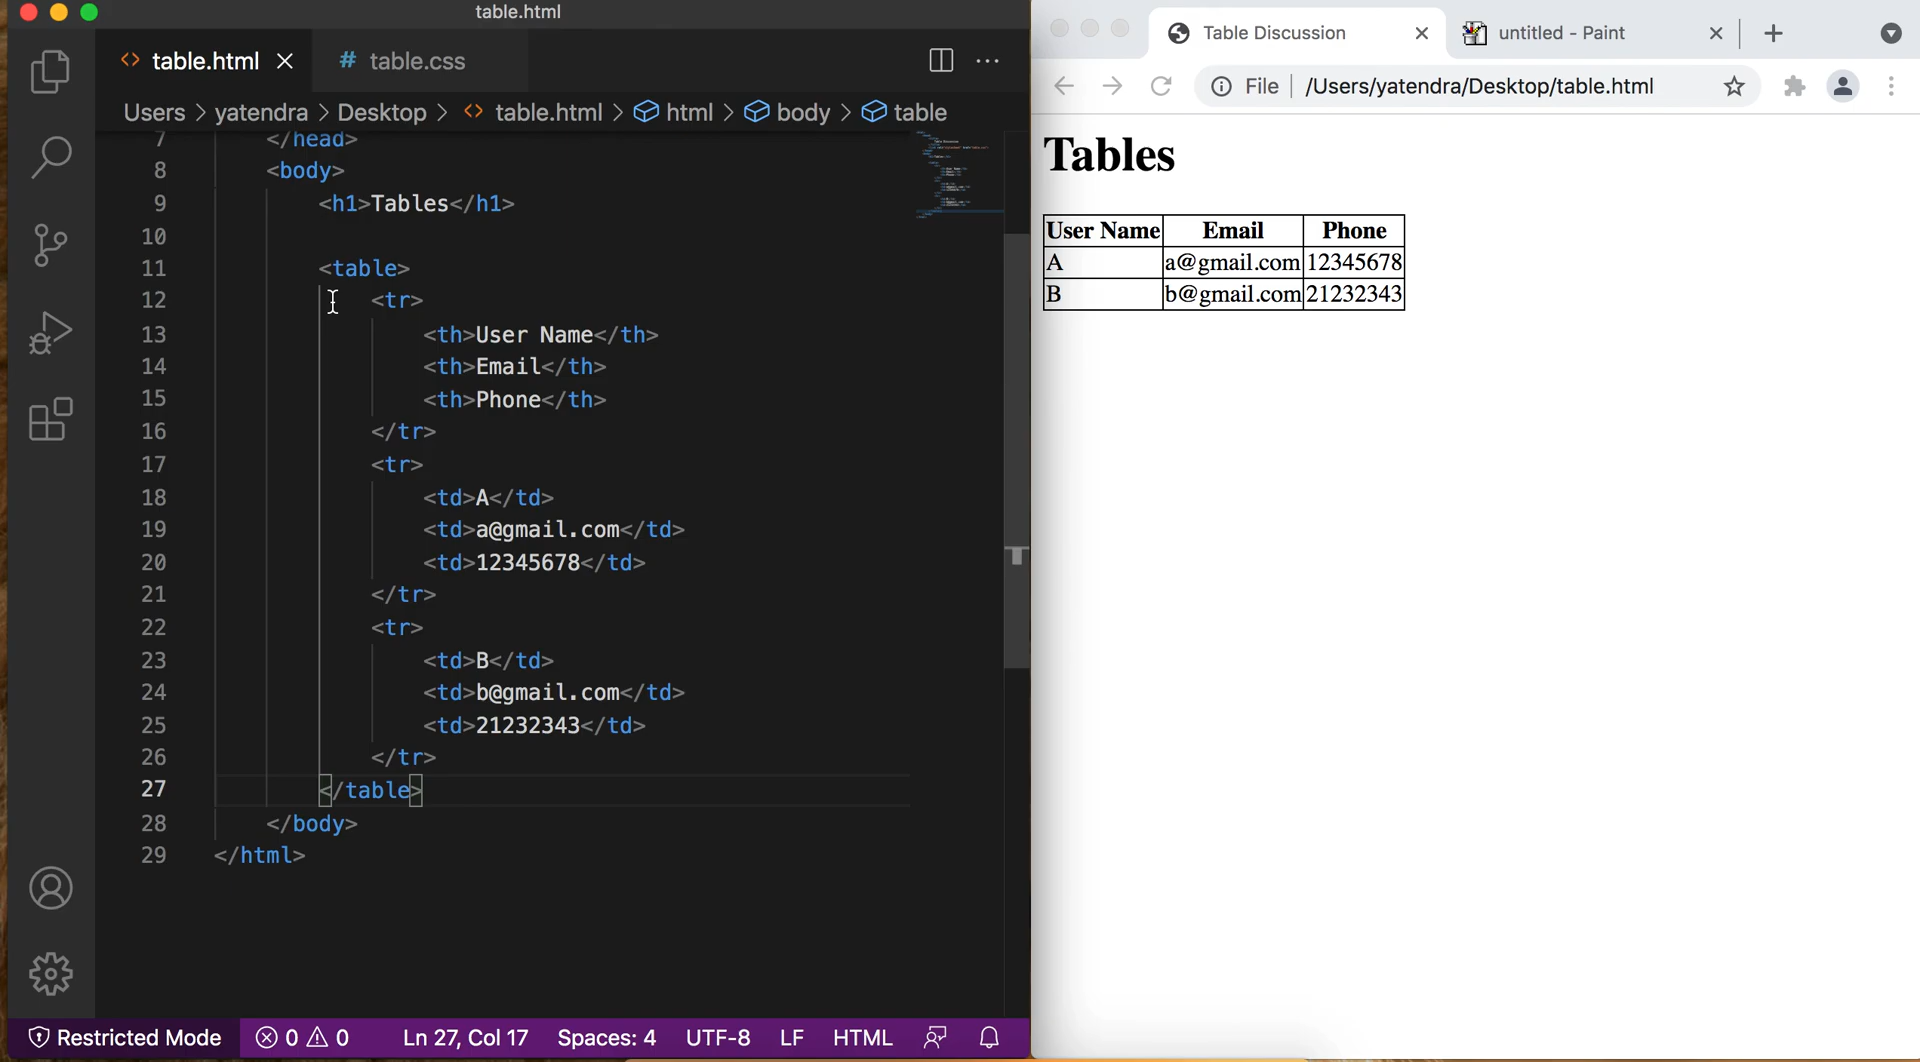 table.html
table.html
# table.css
Users > yatendra > Desktop > <> table.html > html > body > table
7 </head>
8 <body>
9 <h1>Tables</h1>
10
11 <table>
12 <tr>
13 <th>User Name</th>
14 <th>Email</th>
15 <th>Phone</th>
16 </tr>
17 <tr>
18 <td>A</td>
19 <td>a@gmail.com</td>
20 <td>12345678</td>
21 </tr>
22 <tr>
23 <td>B</td>
24 <td>b@gmail.com</td>
25 <td>21232343</td>
26 </tr>
27 </table>
28 </body>
29 </html>
Restricted Mode 0 0 Ln 27, Col 17 Spaces: 4 UTF-8 LF HTML
Table Discussion
untitled - Paint
File /Users/yatendra/Desktop/table.html
Tables
User Name Email Phone
A a@gmail.com 12345678
B b@gmail.com 21232343